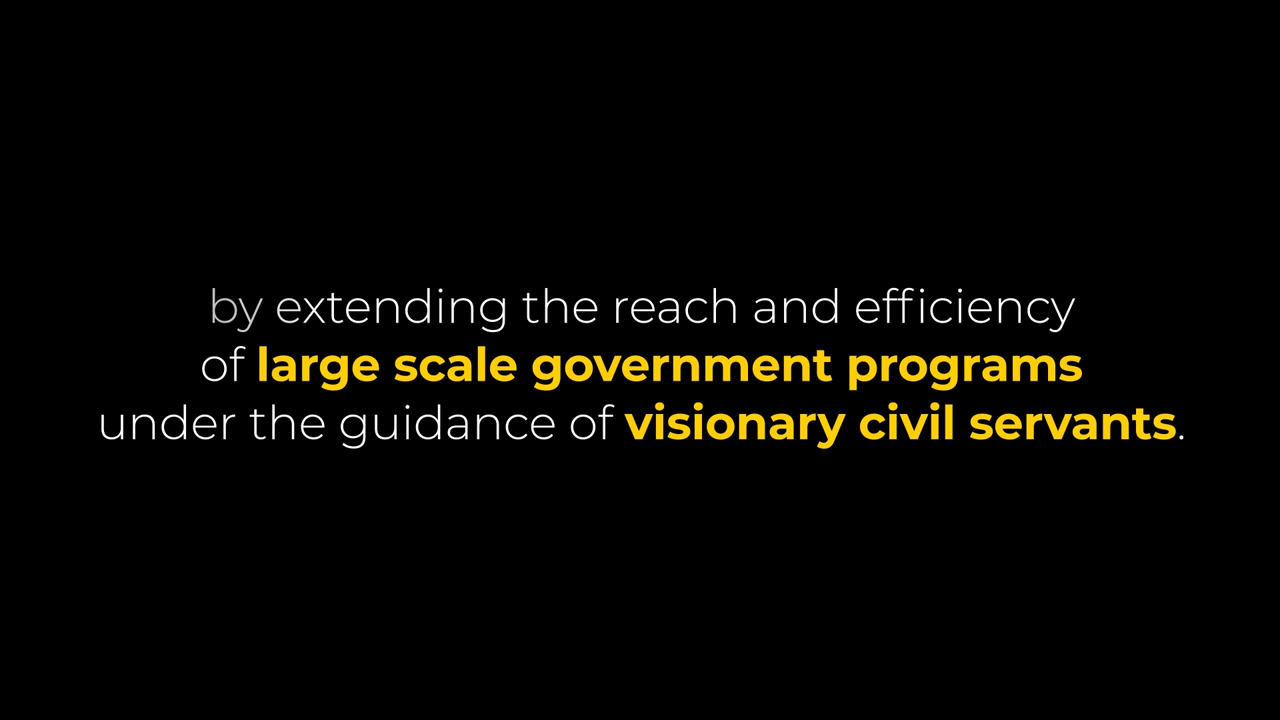 by extending the reach and efficiency
of large scale government programs
under the guidance of visionary civil servants.